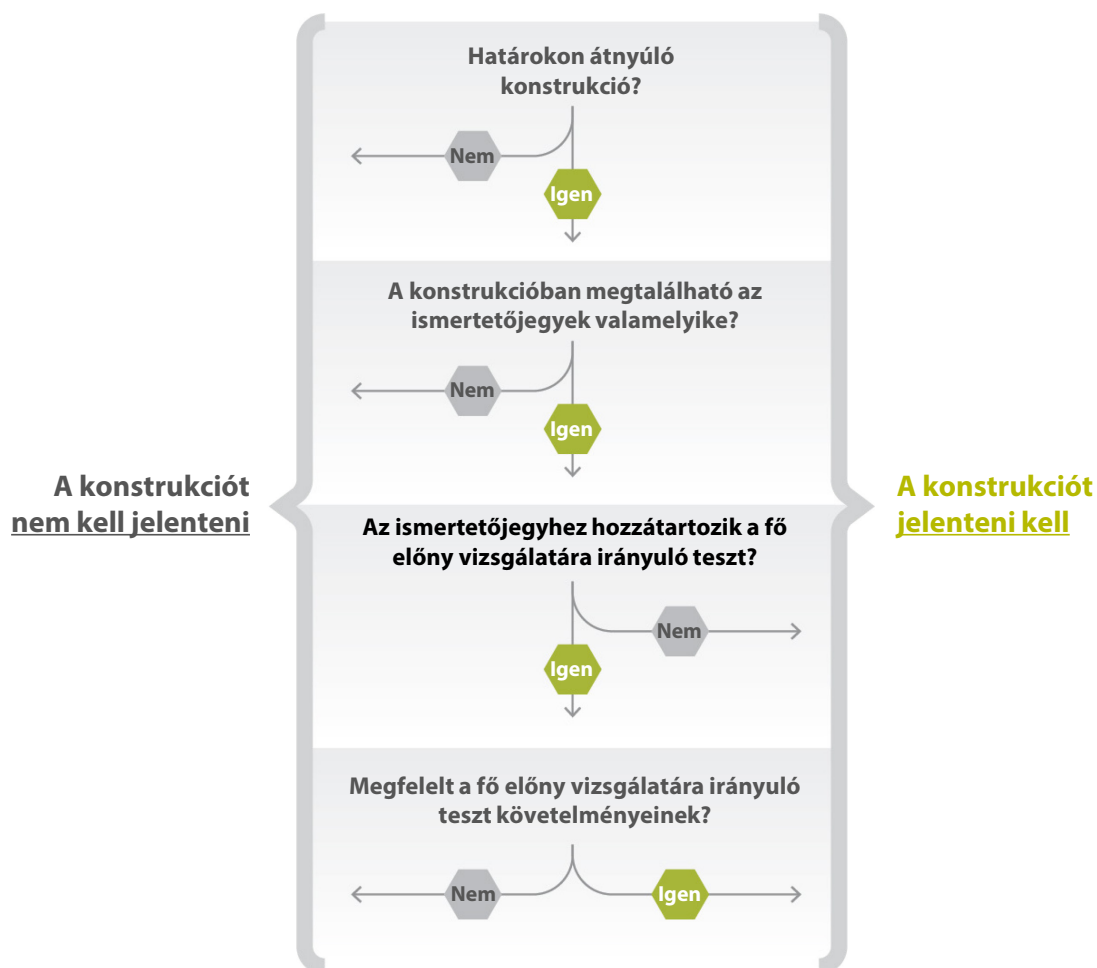 Határokon átnyúló
konstrukció?
Nem
Igen
A konstrukcióban megtalálható az
ismertetőjegyek valamelyike?
Nem
Igen
A konstrukciót
nem kell jelenteni
A konstrukciót
jelenteni kell
Az ismertetőjegyhez hozzátartozik a fő
előny vizsgálatára irányuló teszt?
Nem
Igen
Megfelelt a fő előny vizsgálatára irányuló
teszt követelményeinek?
Nem
Igen